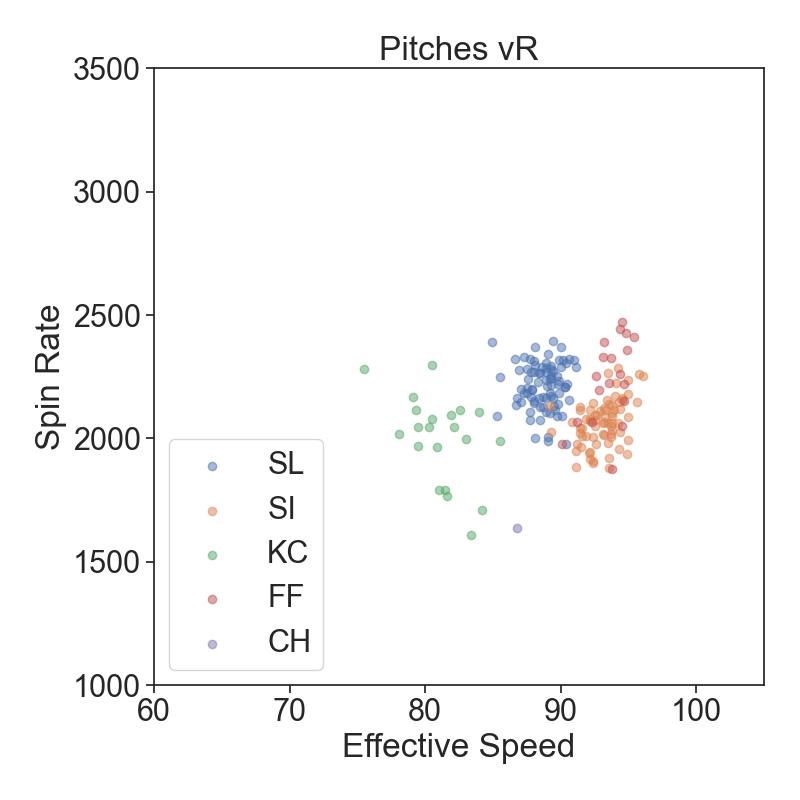 Pitches vR
3500
3000
2500
2000
1500
1000
Spin Rate
SL
SI
KC
FF
CH
60 70 80 90 100
Effective Speed